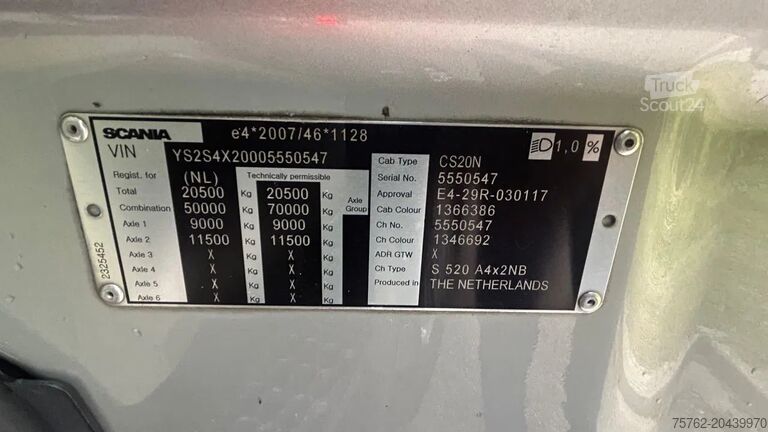 Truck
Scout24
SCANIA e4*2007/46*1128 1,0 %
VIN YS2S4X20005550547
Regist. for (NL) Technically permissible
Total 20500 Kg 20500 Kg Axle Group
Combination 50000 Kg 70000 Kg
Axle 1 9000 Kg 9000 Kg
Axle 2 11500 Kg 11500 Kg
Axle 3 X Kg X Kg
Axle 4 X Kg X Kg
Axle 5 X Kg X Kg
Axle 6 X Kg X Kg
Cab Type CS20N
Serial No. 5550547
Approval E4-29R-030117
Cab Colour 1366386
Ch No. 5550547
Ch Colour 1346692
ADR GTW X
Ch Type S 520 A4x2NB
Produced in THE NETHERLANDS
2325452
75762-20439970